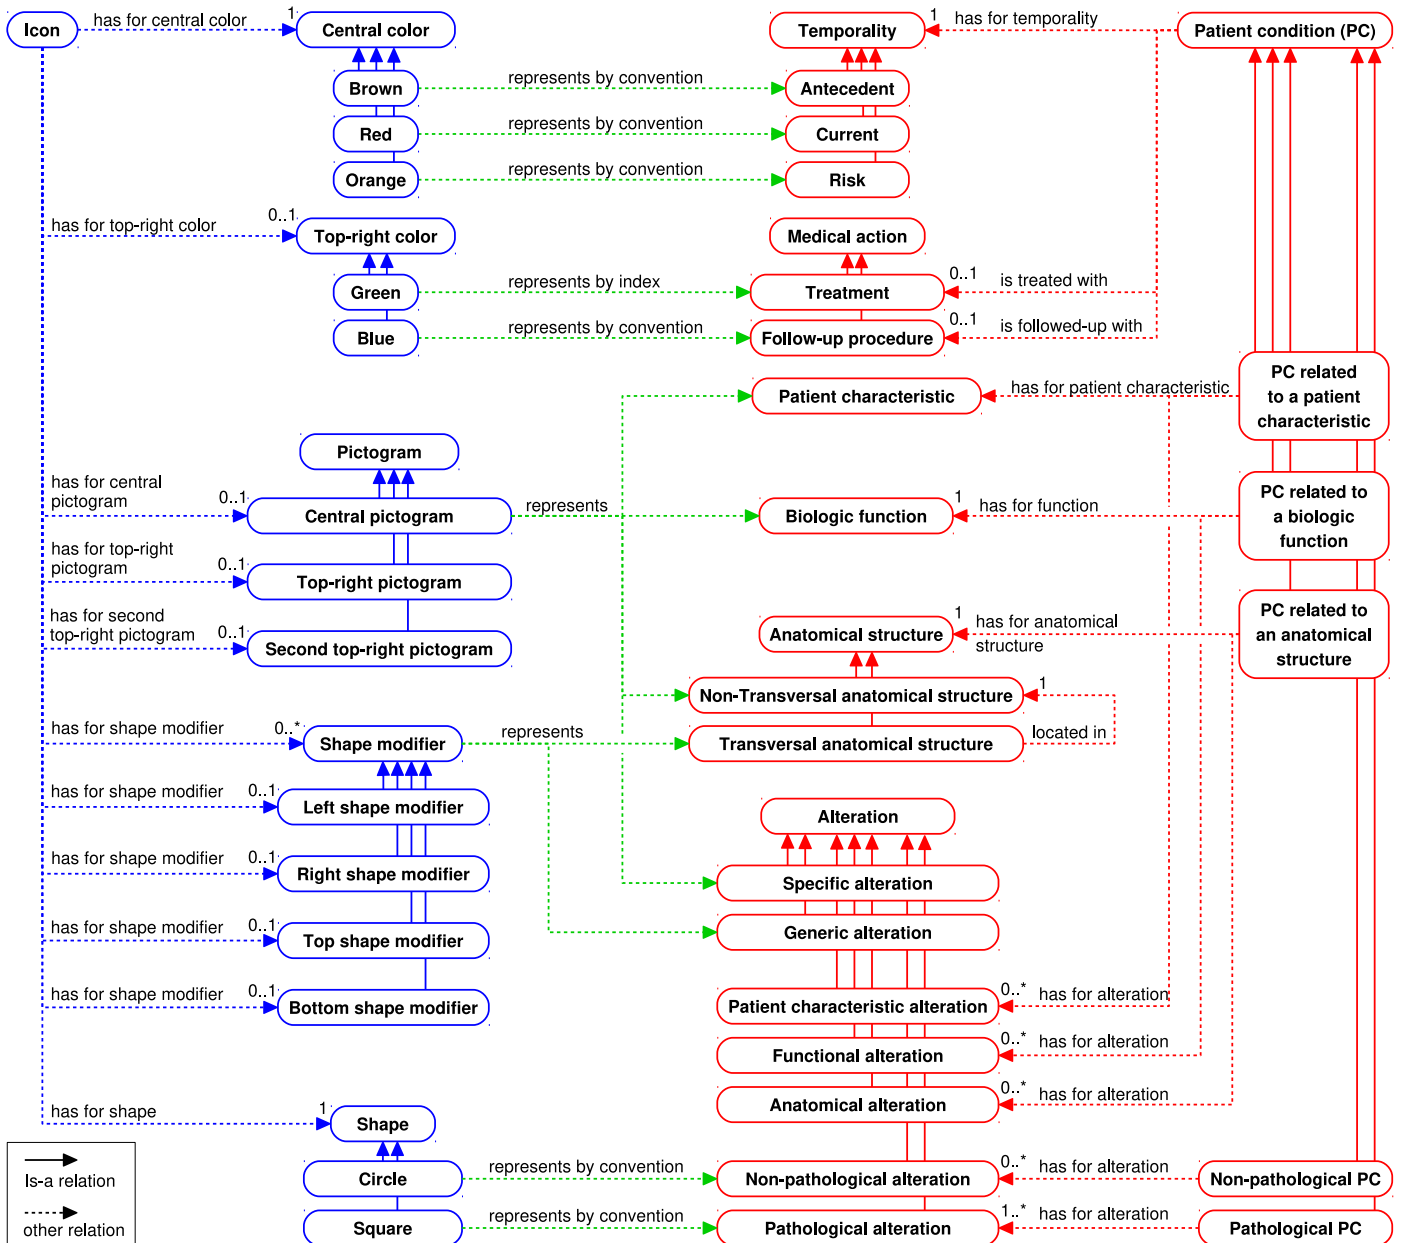 Icon
has for central color
1
Central color
Temporality
1
has for temporality
Patient condition (PC)
Brown
represents by convention
Antecedent
Red
represents by convention
Current
Orange
represents by convention
Risk
has for top-right color
0..1
Top-right color
Medical action
Green
represents by index
Treatment
0..1
is treated with
Blue
represents by convention
Follow-up procedure
0..1
is followed-up with
Patient characteristic
has for patient characteristic
PC related
to a patient
characteristic
Pictogram
has for central
pictogram
0..1
Central pictogram
represents
Biologic function
1
has for function
PC related to
a biologic
function
has for top-right
pictogram
0..1
Top-right pictogram
has for second
top-right pictogram
0..1
Second top-right pictogram
Anatomical structure
1
has for anatomical
structure
PC related to
an anatomical
structure
Non-Transversal anatomical structure
1
has for shape modifier
0..*
Shape modifier
represents
Transversal anatomical structure
located in
has for shape modifier
0..1
Left shape modifier
Alteration
has for shape modifier
0..1
Right shape modifier
Specific alteration
has for shape modifier
0..1
Top shape modifier
Generic alteration
has for shape modifier
0..1
Bottom shape modifier
Patient characteristic alteration
0..*
has for alteration
Functional alteration
0..*
has for alteration
Anatomical alteration
0..*
has for alteration
has for shape
1
Shape
Circle
represents by convention
Non-pathological alteration
0..*
has for alteration
Non-pathological PC
Square
represents by convention
Pathological alteration
1..*
has for alteration
Pathological PC
Is-a relation
other relation